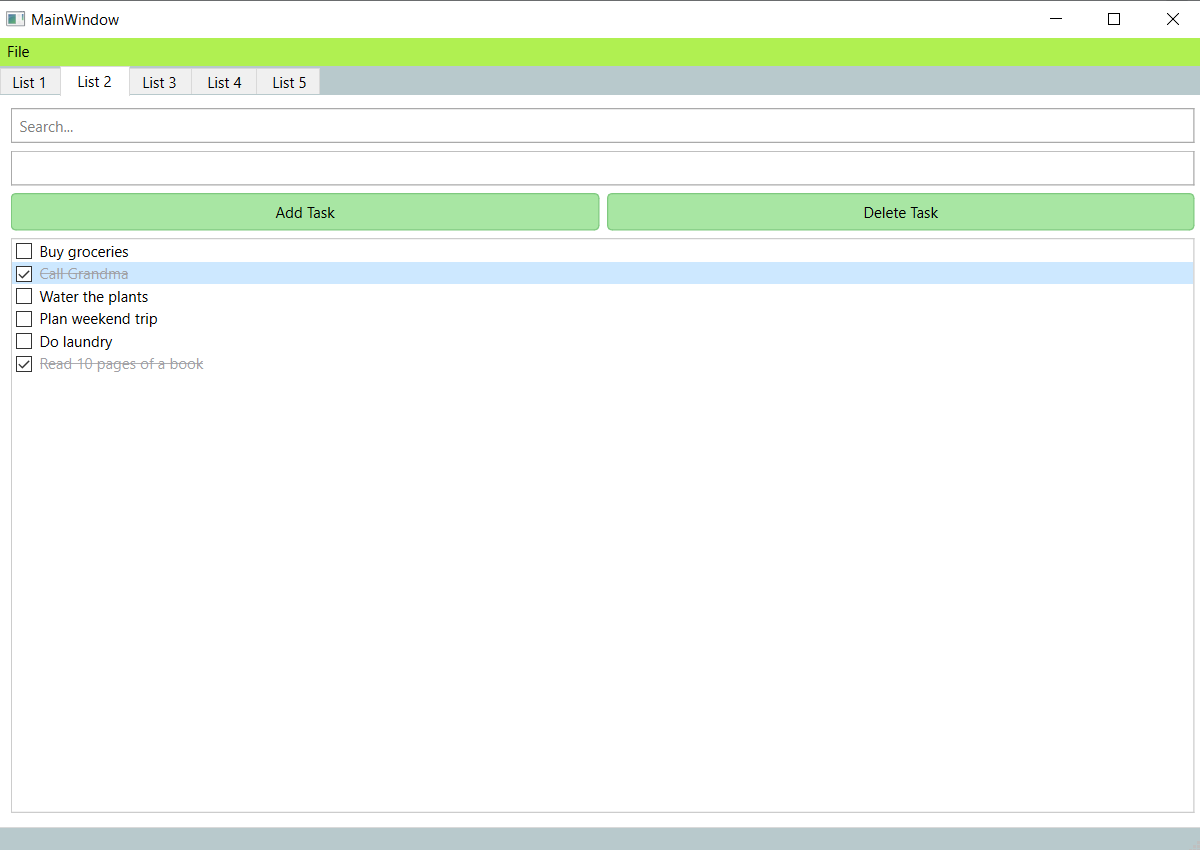 MainWindow
File
List 1 List 2 List 3 List 4 List 5
Search...
Add Task Delete Task
Buy groceries
Call Grandma
Water the plants
Plan weekend trip
Do laundry
Read 10 pages of a book